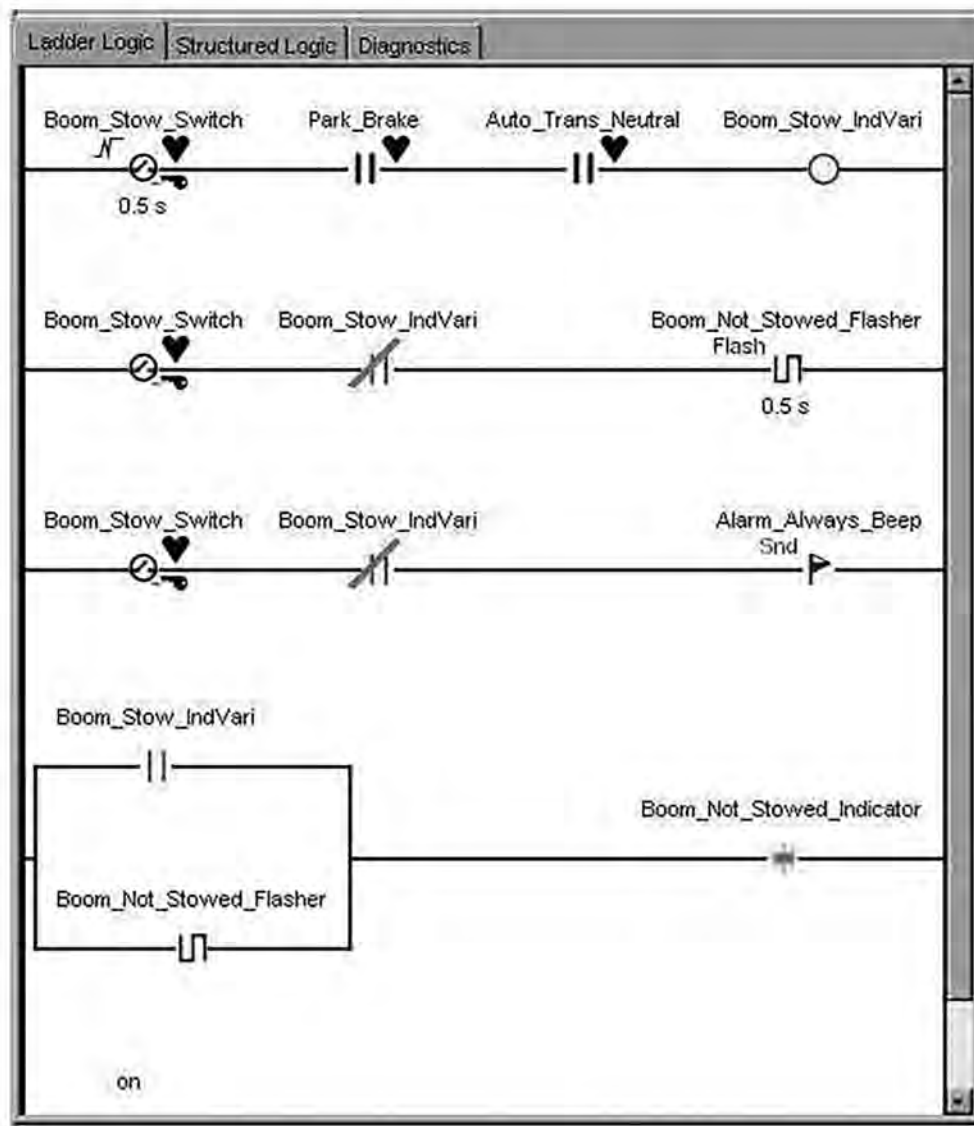 Ladder Logic Structured Logic Diagnostics
Boom_Stow_Switch Park_Brake Auto_Trans_Neutral Boom_Stow_IndVari
0.5 s
Boom_Stow_Switch Boom_Stow_IndVari Boom_Not_Stowed_Flasher
Flash
0.5 s
Boom_Stow_Switch Boom_Stow_IndVari Alarm_Always_Beep
Snd
Boom_Stow_IndVari
Boom_Not_Stowed_Indicator
Boom_Not_Stowed_Flasher
on